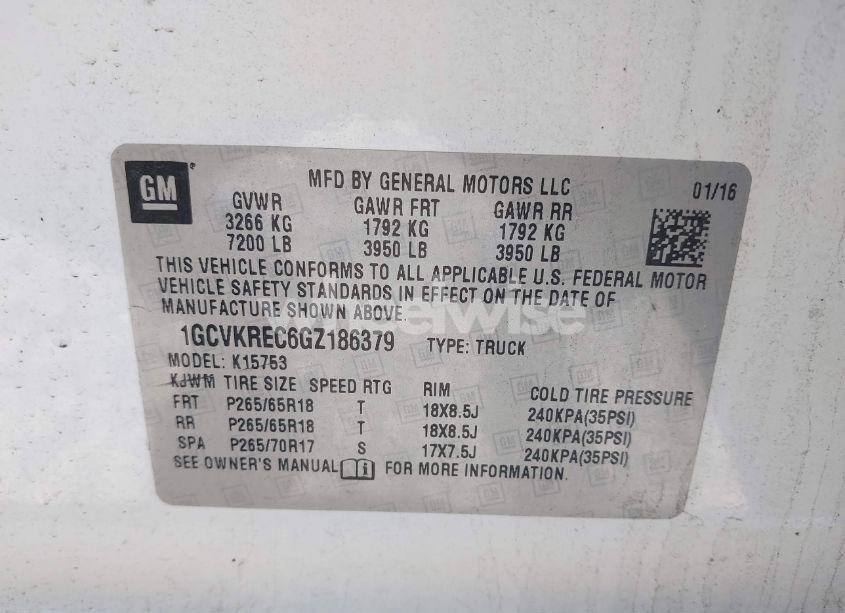 GM
MFD BY GENERAL MOTORS LLC
01/16
GVWR GAWR FRT GAWR RR
3266 KG 1792 KG 1792 KG
7200 LB 3950 LB 3950 LB
THIS VEHICLE CONFORMS TO ALL APPLICABLE U.S. FEDERAL MOTOR
VEHICLE SAFETY STANDARDS IN EFFECT ON THE DATE OF
MANUFACTURE SHOWN ABOVE.
1GCVKREC6GZ186379 TYPE: TRUCK
MODEL: K15753
KJWM TIRE SIZE SPEED RTG RIM COLD TIRE PRESSURE
FRT P265/65R18 T 18X8.5J 240KPA(35PSI)
RR P265/65R18 T 18X8.5J 240KPA(35PSI)
SPA P265/70R17 S 17X7.5J 240KPA(35PSI)
SEE OWNER'S MANUAL FOR MORE INFORMATION.